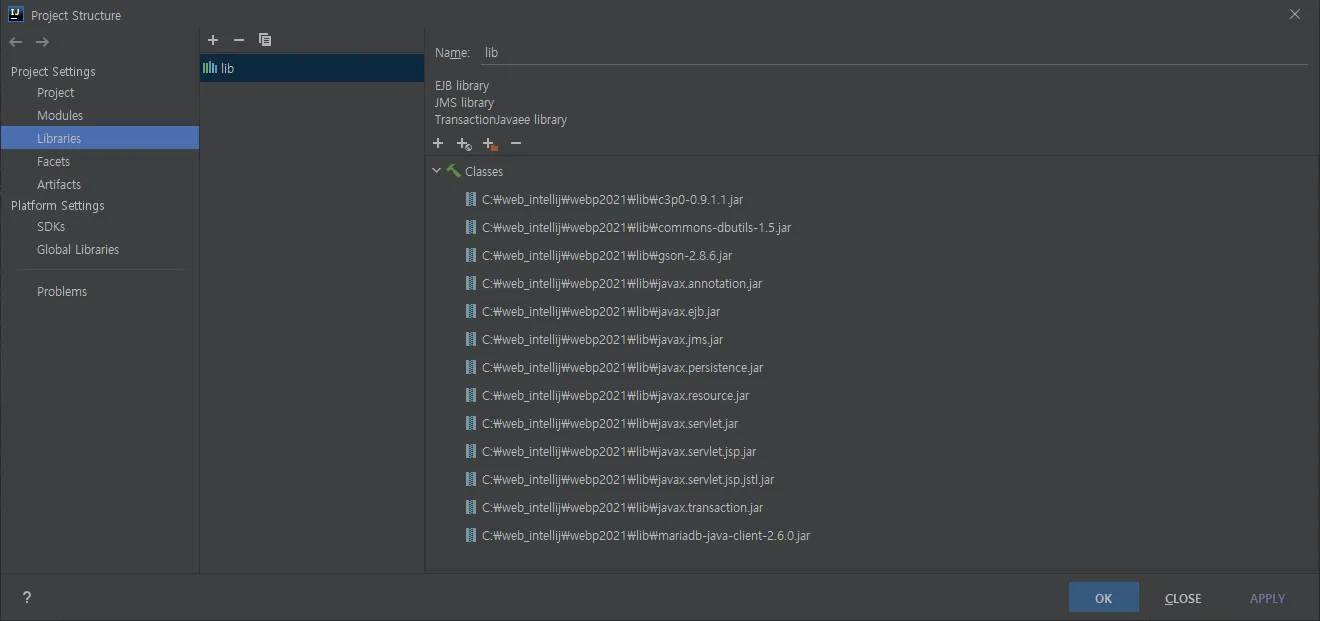 Project Structure
Project Settings
Project
Modules
Libraries
Facets
Artifacts
Platform Settings
SDKs
Global Libraries
Problems
lib
Name: lib
EJB library
JMS library
TransactionJavaee library
Classes
C:₩web_intellij₩webp2021₩lib₩c3p0-0.9.1.1.jar
C:₩web_intellij₩webp2021₩lib₩commons-dbutils-1.5.jar
C:₩web_intellij₩webp2021₩lib₩gson-2.8.6.jar
C:₩web_intellij₩webp2021₩lib₩javax.annotation.jar
C:₩web_intellij₩webp2021₩lib₩javax.ejb.jar
C:₩web_intellij₩webp2021₩lib₩javax.jms.jar
C:₩web_intellij₩webp2021₩lib₩javax.persistence.jar
C:₩web_intellij₩webp2021₩lib₩javax.resource.jar
C:₩web_intellij₩webp2021₩lib₩javax.servlet.jar
C:₩web_intellij₩webp2021₩lib₩javax.servlet.jsp.jar
C:₩web_intellij₩webp2021₩lib₩javax.servlet.jsp.jstl.jar
C:₩web_intellij₩webp2021₩lib₩javax.transaction.jar
C:₩web_intellij₩webp2021₩lib₩mariadb-java-client-2.6.0.jar
?
OK CLOSE APPLY